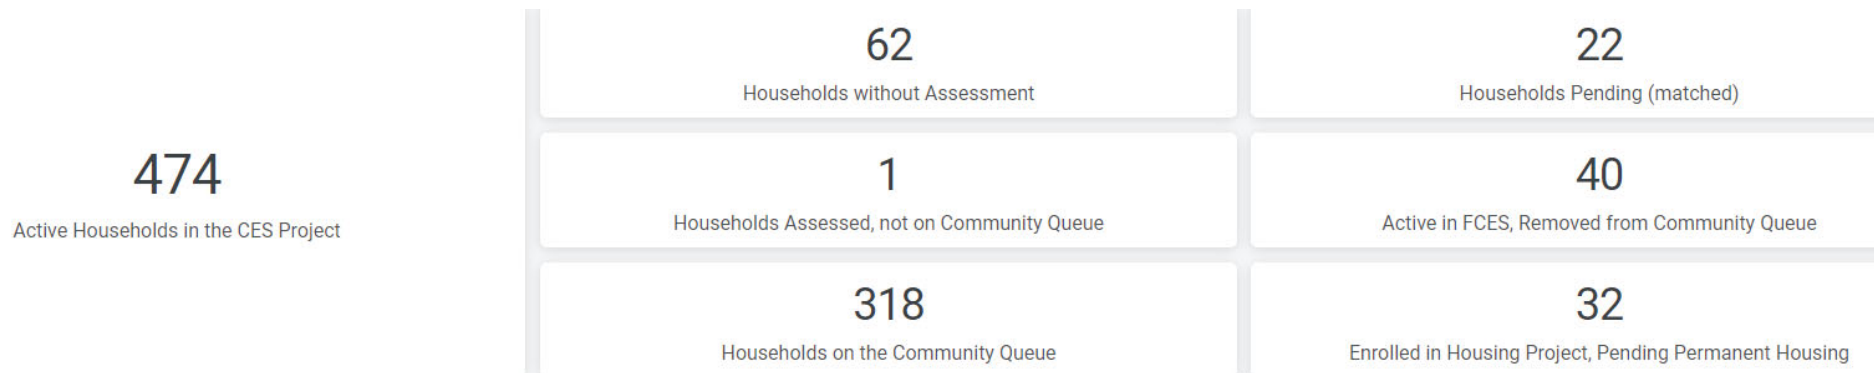 474
Active Households in the CES Project
62
Households without Assessment
22
Households Pending (matched)
1
Households Assessed, not on Community Queue
40
Active in FCES, Removed from Community Queue
318
Households on the Community Queue
32
Enrolled in Housing Project, Pending Permanent Housing